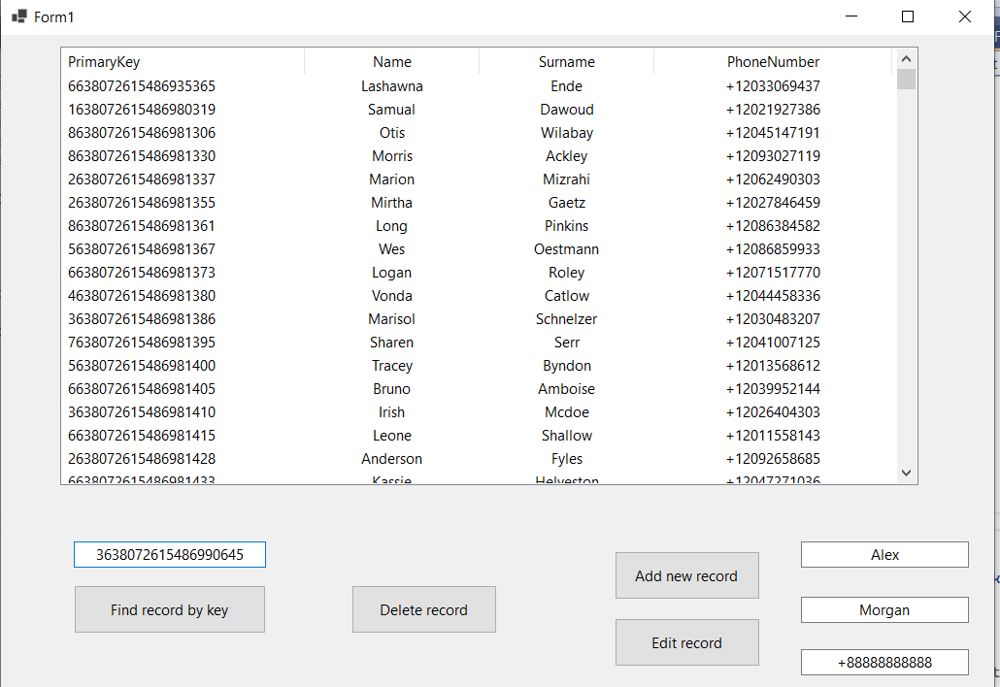 Form1
PrimaryKey Name Surname PhoneNumber
6638072615486935365 Lashawna Ende +12033069437
1638072615486980319 Samual Dawoud +12021927386
8638072615486981306 Otis Wilabay +12045147191
8638072615486981330 Morris Ackley +12093027119
2638072615486981337 Marion Mizrahi +12062490303
2638072615486981355 Mirtha Gaetz +12027846459
8638072615486981361 Long Pinkins +12086384582
5638072615486981367 Wes Oestmann +12086859933
6638072615486981373 Logan Roley +12071517770
4638072615486981380 Vonda Catlow +12044458336
3638072615486981386 Marisol Schnelzer +12030483207
7638072615486981395 Sharen Serr +12041007125
5638072615486981400 Tracey Byndon +12013568612
6638072615486981405 Bruno Amboise +12039952144
3638072615486981410 Irish Mcdoe +12026404303
6638072615486981415 Leone Shallow +12011558143
2638072615486981428 Anderson Fyles +12092658685
6638072615486981433 Kassie Helveston +12047271036
3638072615486990645 Alex
Add new record
Find record by key Delete record Morgan
Edit record
+88888888888